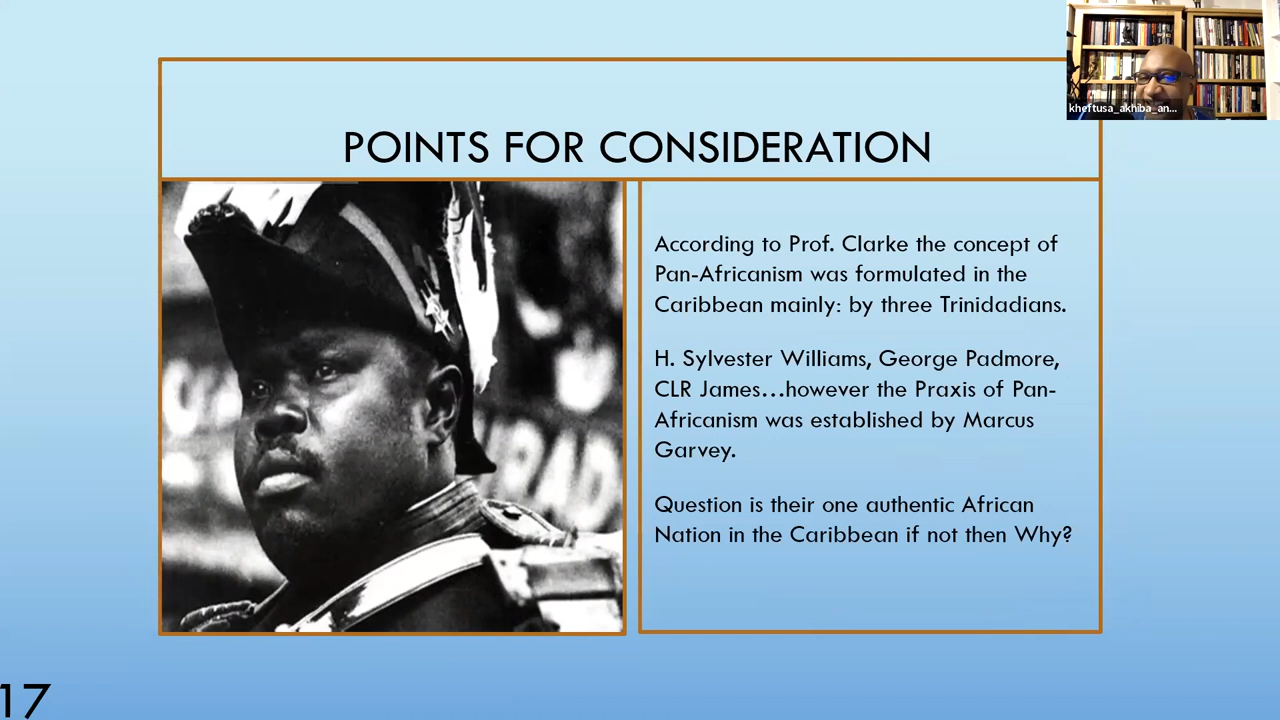 kheftusa_akhiba_an...
POINTS FOR CONSIDERATION
According to Prof. Clarke the concept of
Pan-Africanism was formulated in the
Caribbean mainly: by three Trinidadians.
H. Sylvester Williams, George Padmore,
CLR James...however the Praxis of Pan-
Africanism was established by Marcus
Garvey.
Question is their one authentic African
Nation in the Caribbean if not then Why?
17